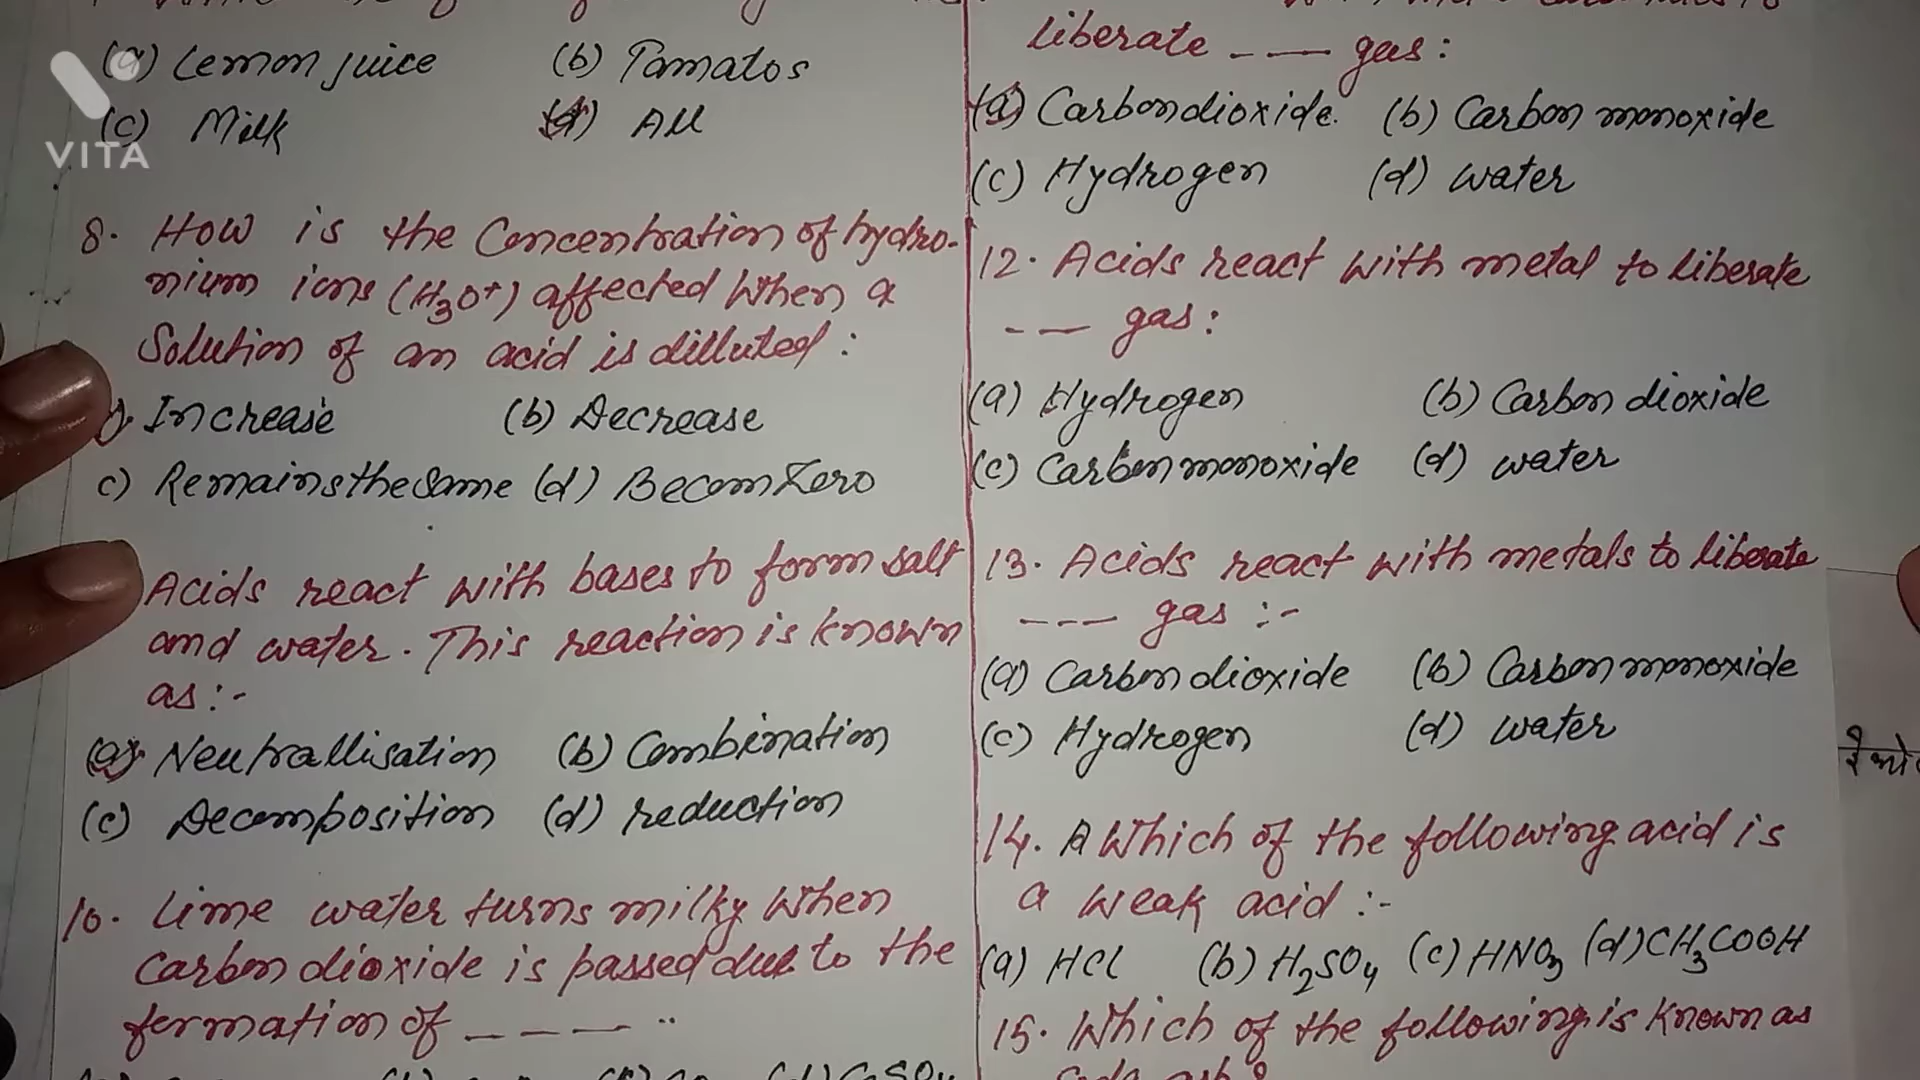 (a) Lemon juice (b) Tamatos
(c) Milk (d) All
VITA
8. How is the Concentration of hydro-
nium ions (H₃O⁺) affected when a
Solution of an acid is dilluted :
Increase (b) Decrease
c) Remains the same (d) Becom Zero
Acids react with bases to form salt
and water. This reaction is known
as :-
(a) Neutrallisation (b) Combination
(c) Decomposition (d) reduction
10. Lime water turns milky when
Carbon dioxide is passed due to the
formation of ----
liberate --- gas :
(a) Carbondioxide. (b) Carbon monoxide
(c) Hydrogen (d) water
12. Acids react with metal to liberate
-- gas :
(a) Hydrogen (b) Carbon dioxide
(c) Carbon monoxide (d) water
13. Acids react with metals to liberate
--- gas :-
(a) Carbon dioxide (b) Carbon monoxide
(c) Hydrogen (d) water
14. A Which of the following acid is
a weak acid :-
(a) HCl (b) H₂SO₄ (c) HNO₃ (d) CH₃COOH
15. Which of the following is Known as